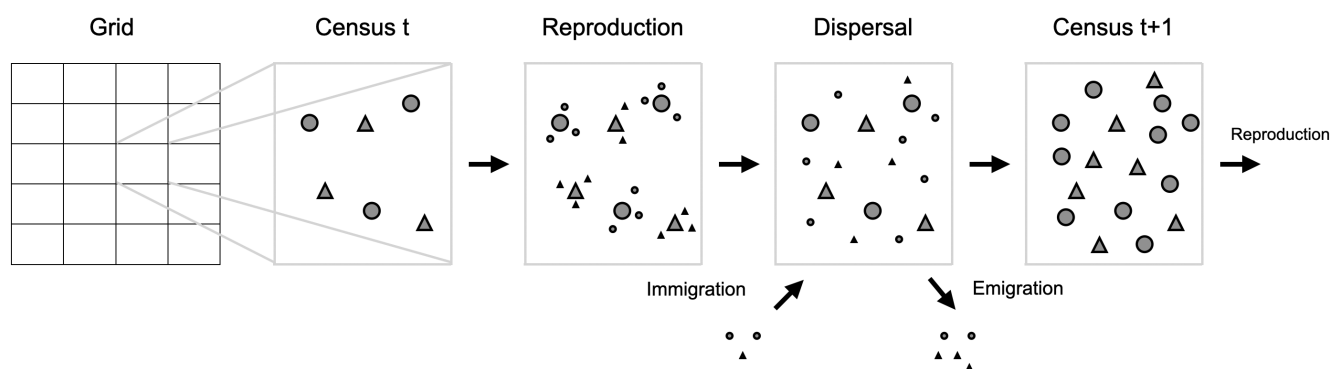 Grid
Census t
Reproduction
Dispersal
Census t+1
Reproduction
Immigration
Emigration